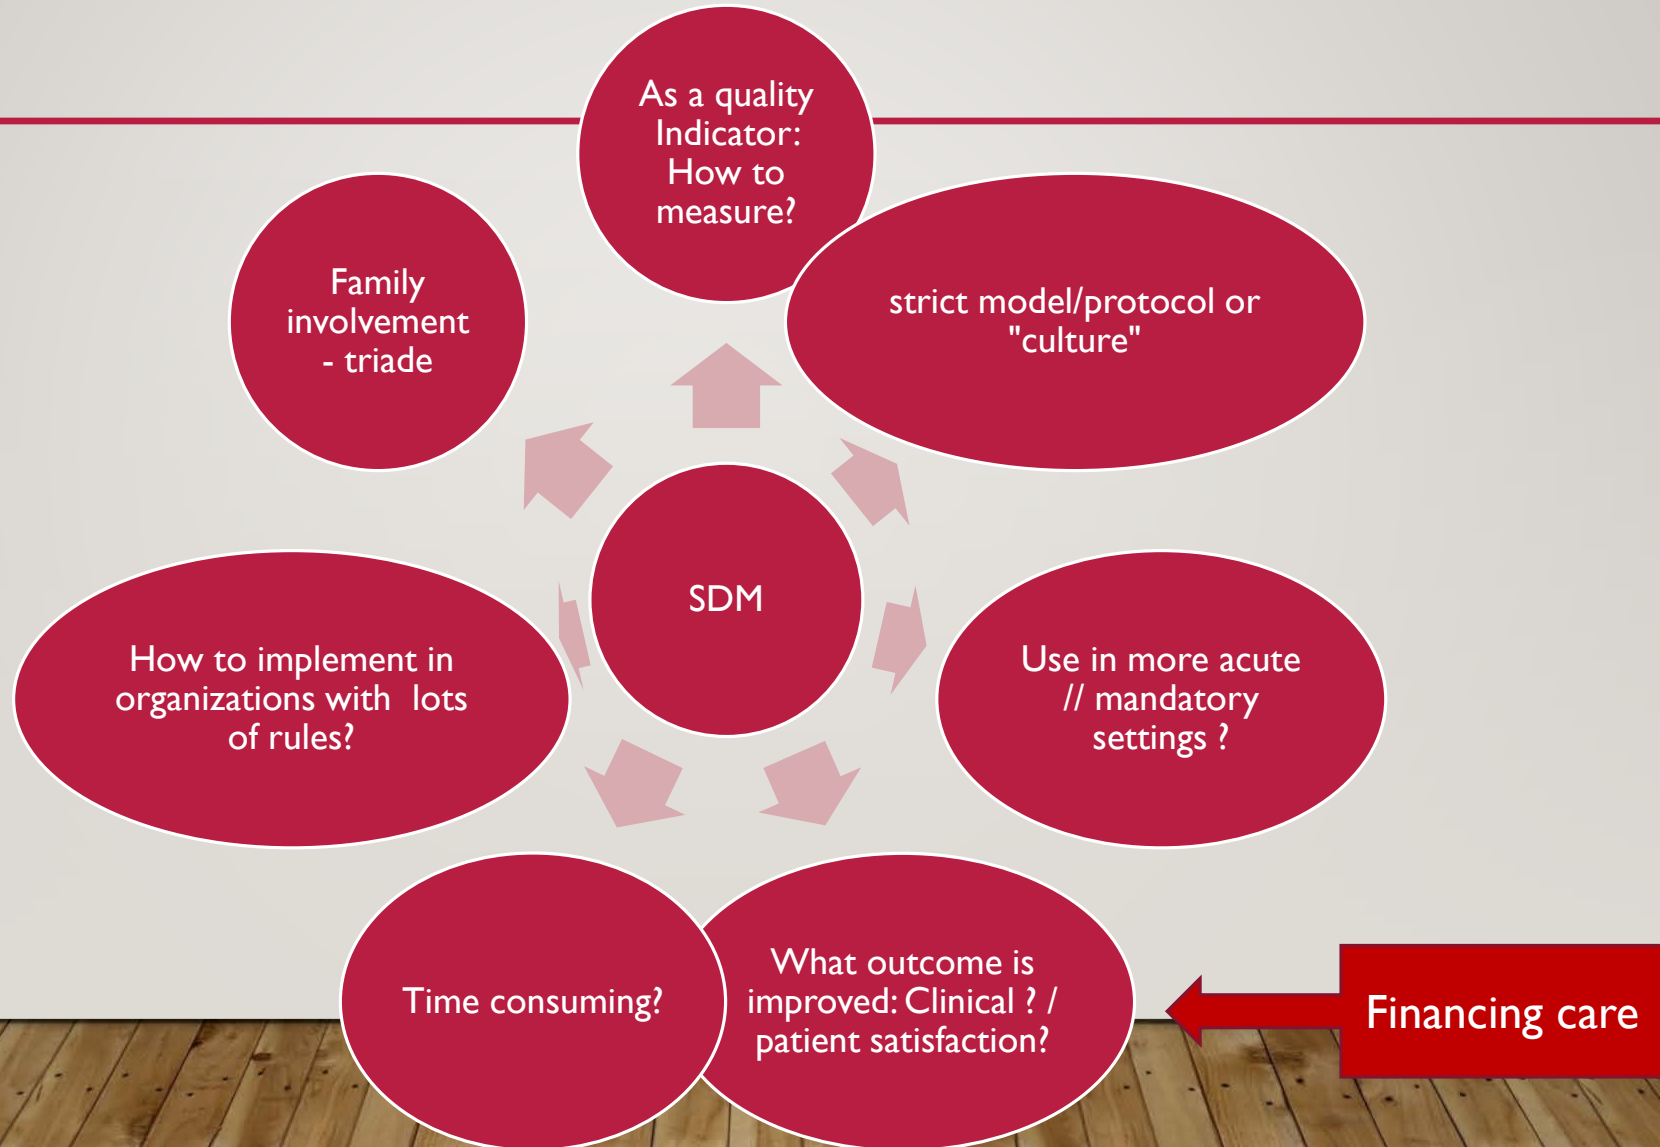 As a quality
Indicator:
How to
measure?
strict model/protocol or
"culture"
Use in more acute
// mandatory
settings ?
What outcome is
improved: Clinical ? /
patient satisfaction?
Time consuming?
How to implement in
organizations with  lots
of rules?
Family
involvement
- triade
SDM
Financing care